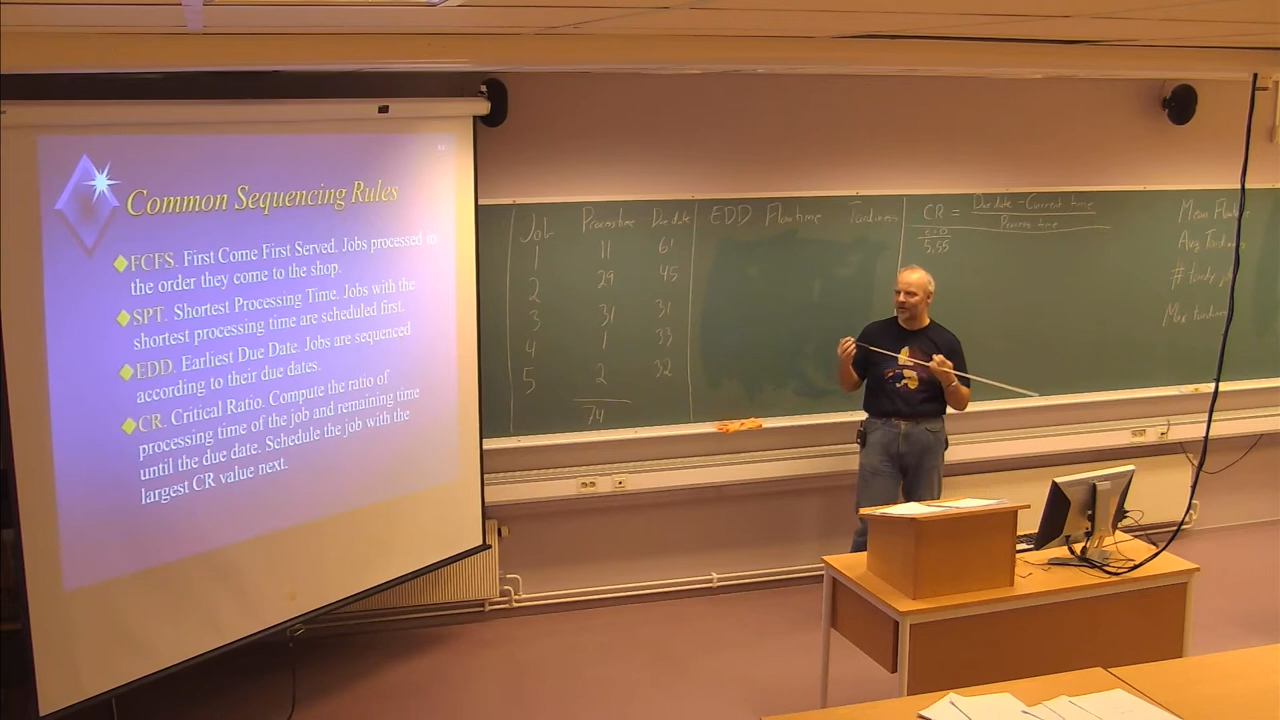 Common Sequencing Rules
FCFS. First Come First Served. Jobs processed in
the order they come to the shop.
SPT. Shortest Processing Time. Jobs with the
shortest processing time are scheduled first.
EDD. Earliest Due Date. Jobs are sequenced
according to their due dates.
CR. Critical Ratio. Compute the ratio of
processing time of the job and remaining time
until the due date. Schedule the job with the
largest CR value next.
Job Process time Due date
1 11 61
2 29 45
3 31 31
4 1 33
5 2 32
74
EDD Flowtime Tardiness
CR = Due date - Current time
Process time
5,55
Mean
Avg
# tardy
Max tardiness